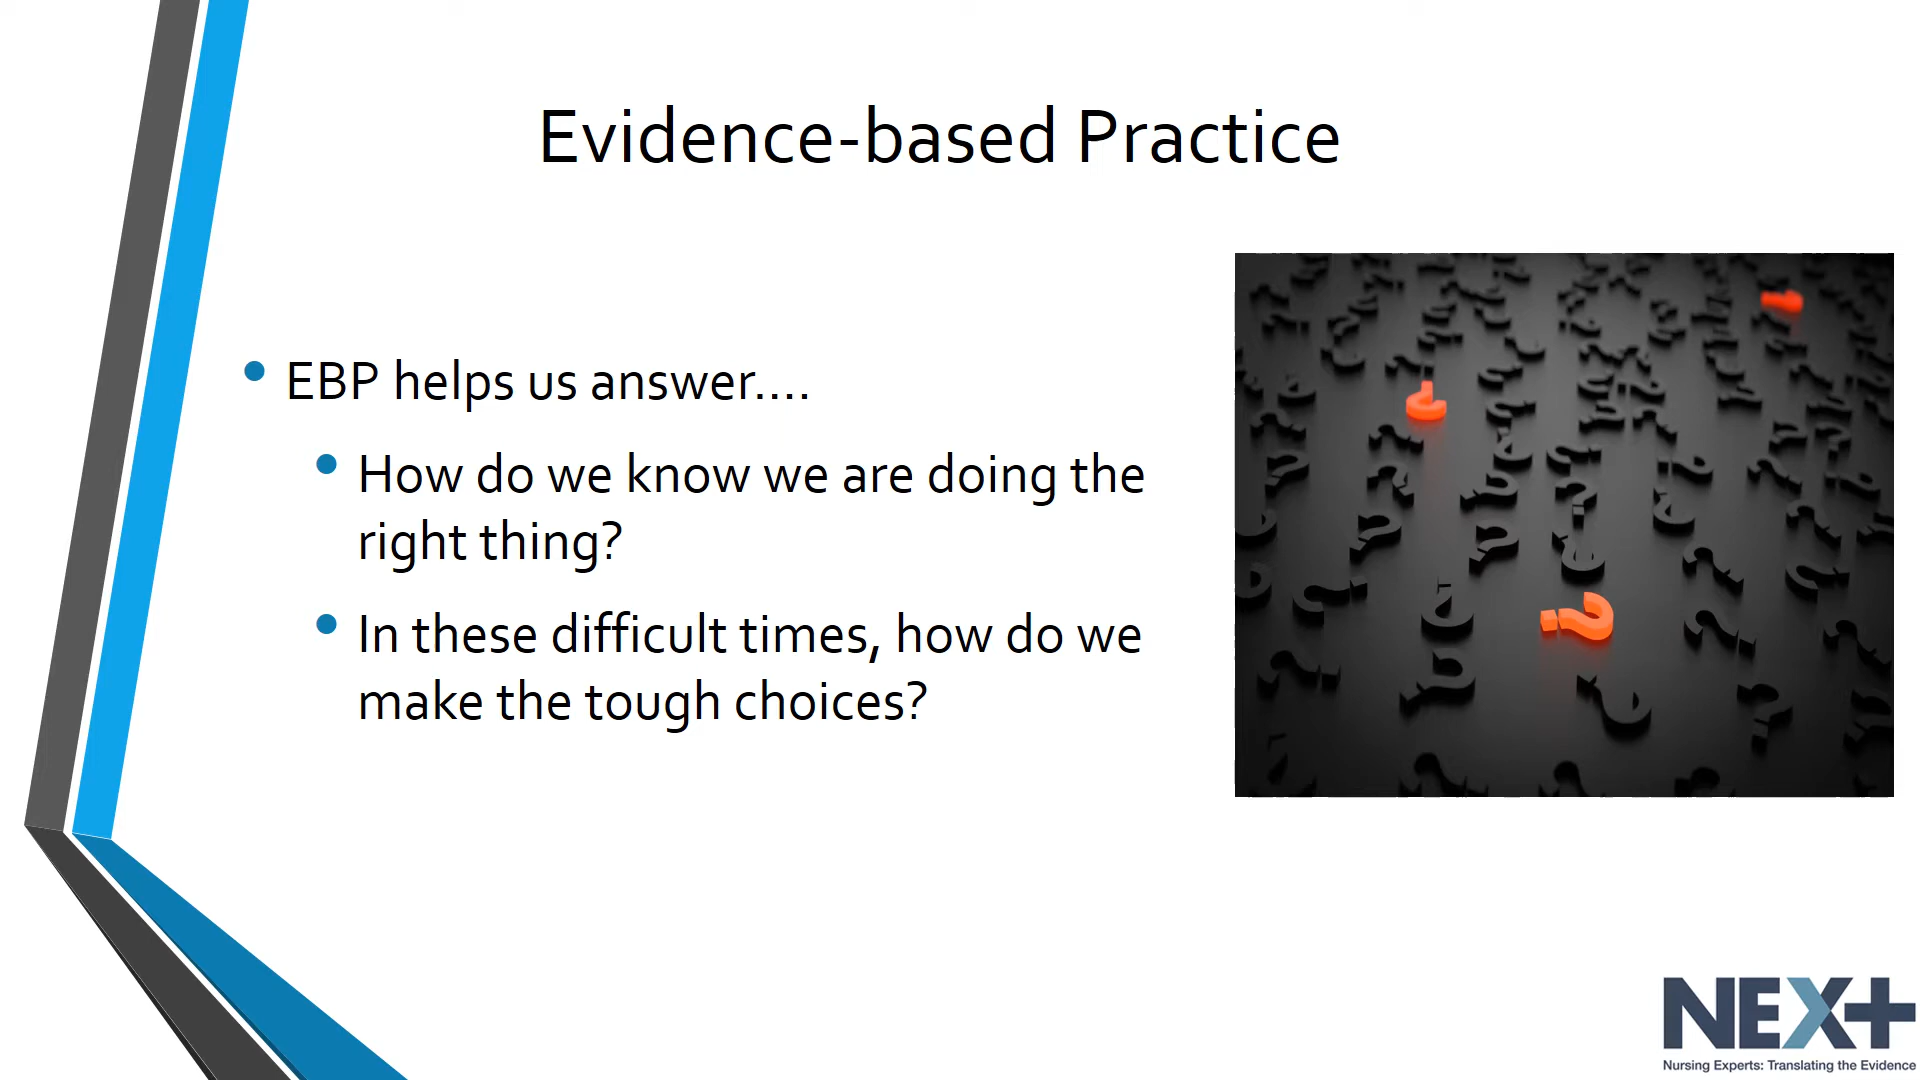 Evidence-based Practice
EBP helps us answer....
How do we know we are doing the
right thing?
In these difficult times, how do we
make the tough choices?
NEX+
Nursing Experts: Translating the Evidence